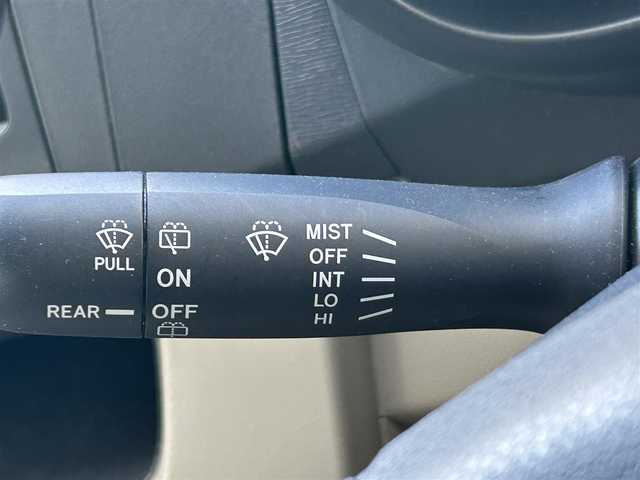 PULL
REAR
ON
OFF
MIST
OFF
INT
LO
HI